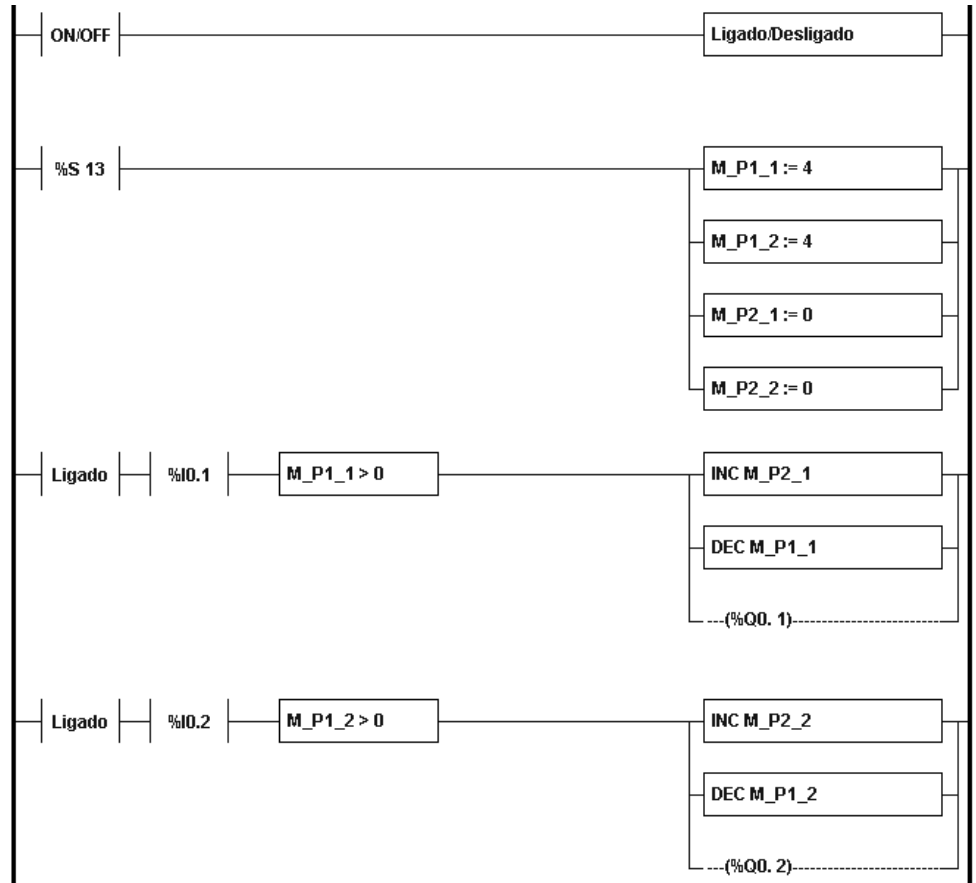 ON/OFF Ligado/Desligado
%S 13 M_P1_1 := 4
M_P1_2 := 4
M_P2_1 := 0
M_P2_2 := 0
Ligado %I0.1 M_P1_1 > 0 INC M_P2_1
DEC M_P1_1
---(%Q0. 1)-------------------------
Ligado %I0.2 M_P1_2 > 0 INC M_P2_2
DEC M_P1_2
---(%Q0. 2)-------------------------